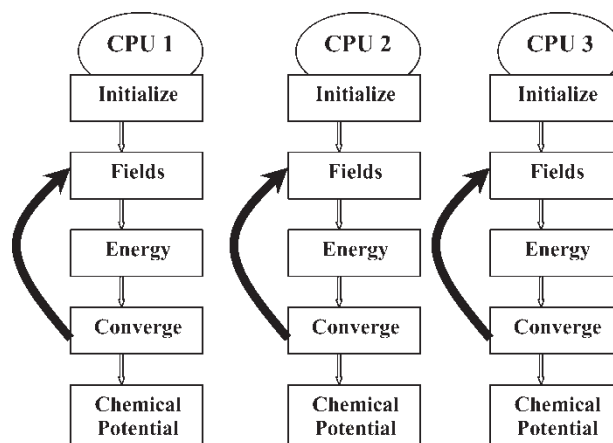 CPU 1
Initialize
Fields
Energy
Converge
Chemical
Potential
CPU 2
Initialize
Fields
Energy
Converge
Chemical
Potential
CPU 3
Initialize
Fields
Energy
Converge
Chemical
Potential